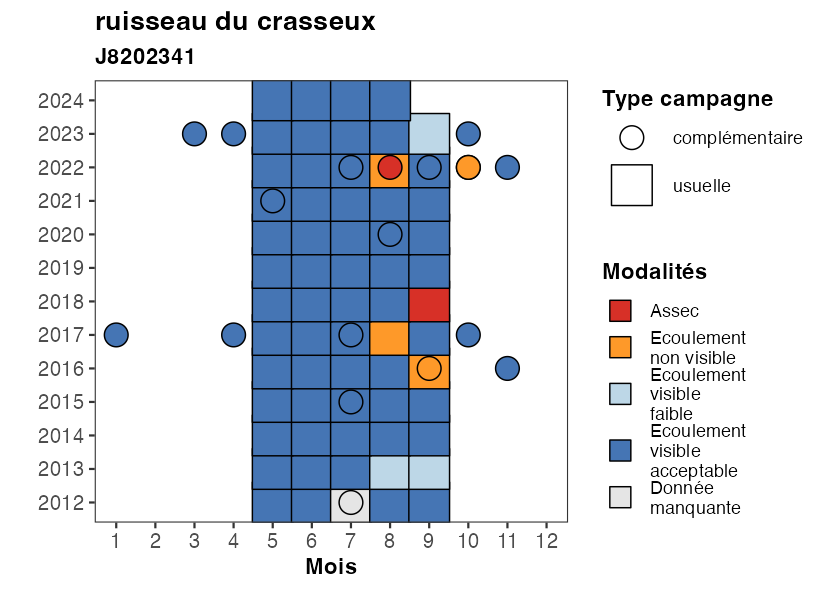 ruisseau du crasseux
J8202341
2024
2023
2022
2021
2020
2019
2018
2017
2016
2015
2014
2013
2012
1 2 3 4 5 6 7 8 9 10 11 12
Mois
Type campagne
complémentaire
usuelle
Modalités
Assec
Ecoulement
non visible
Ecoulement
visible
faible
Ecoulement
visible
acceptable
Donnée
manquante